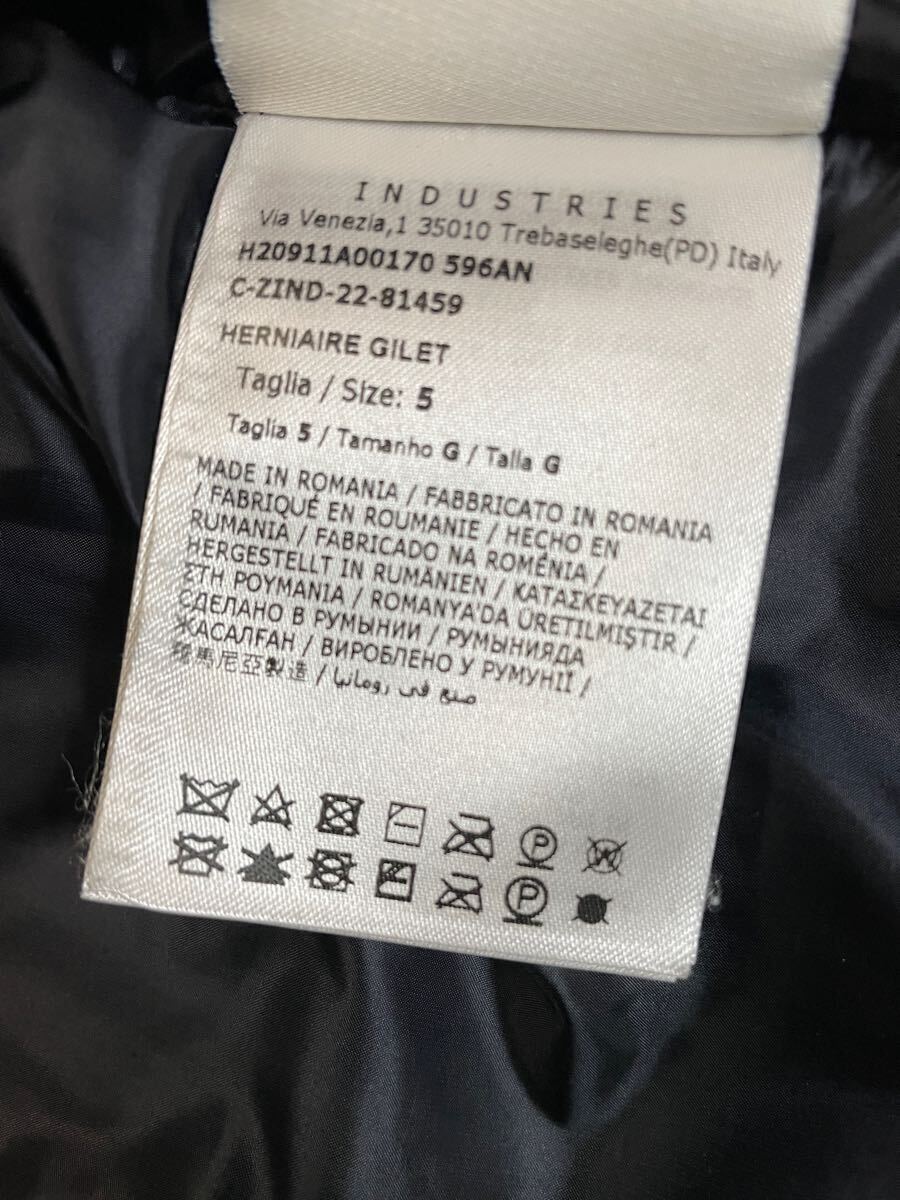 INDUSTRIES
Via Venezia,1 35010 Trebaseleghe(PD) Italy
H20911A00170 596AN
C-ZIND-22-81459
HERNIAIRE GILET
Taglia / Size: 5
Taglia 5 / Tamanho G / Talla G
MADE IN ROMANIA / FABBRICATO IN ROMANIA
/ FABRIQUÉ EN ROUMANIE / HECHO EN
RUMANIA / FABRICADO NA ROMÉNIA /
HERGESTELLT IN RUMÄNIEN / ΚΑΤΑΣΚΕΥΑΖΕΤΑΙ
ΣΤΗ ΡΟΥΜΑΝΙΑ / ROMANYA'DA ÜRETILMIŞTIR /
СДЕЛАНО В РУМЫНИИ / РУМЫНИЯДА
ЖАСАЛҒАН / ВИРОБЛЕНО У РУМУНІЇ /
羅馬尼亞製造 / صنع في رومانيا
P W
P